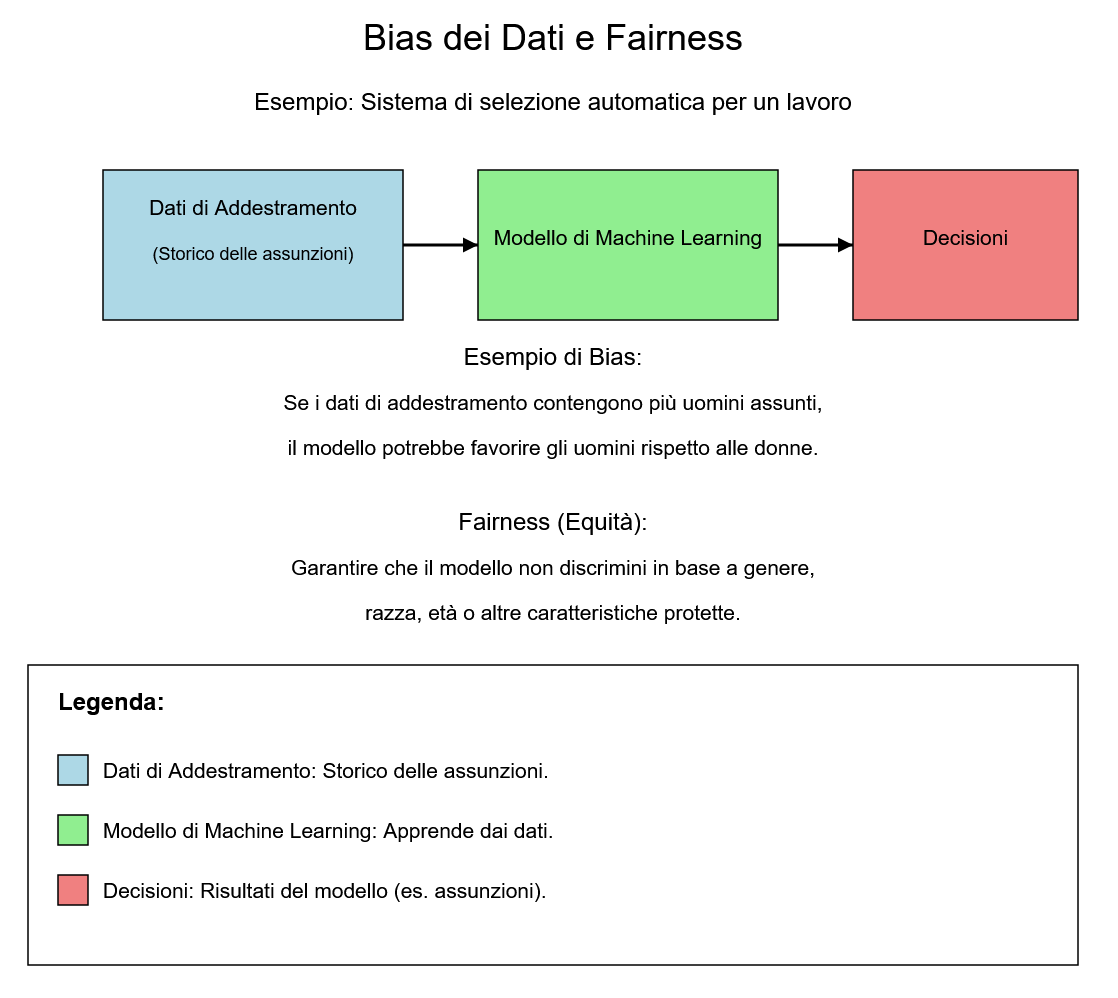 Bias dei Dati e Fairness
Esempio: Sistema di selezione automatica per un lavoro
Dati di Addestramento
(Storico delle assunzioni)
Modello di Machine Learning
Decisioni
Esempio di Bias:
Se i dati di addestramento contengono più uomini assunti,
il modello potrebbe favorire gli uomini rispetto alle donne.
Fairness (Equità):
Garantire che il modello non discrimini in base a genere,
razza, età o altre caratteristiche protette.
Legenda:
Dati di Addestramento: Storico delle assunzioni.
Modello di Machine Learning: Apprende dai dati.
Decisioni: Risultati del modello (es. assunzioni).